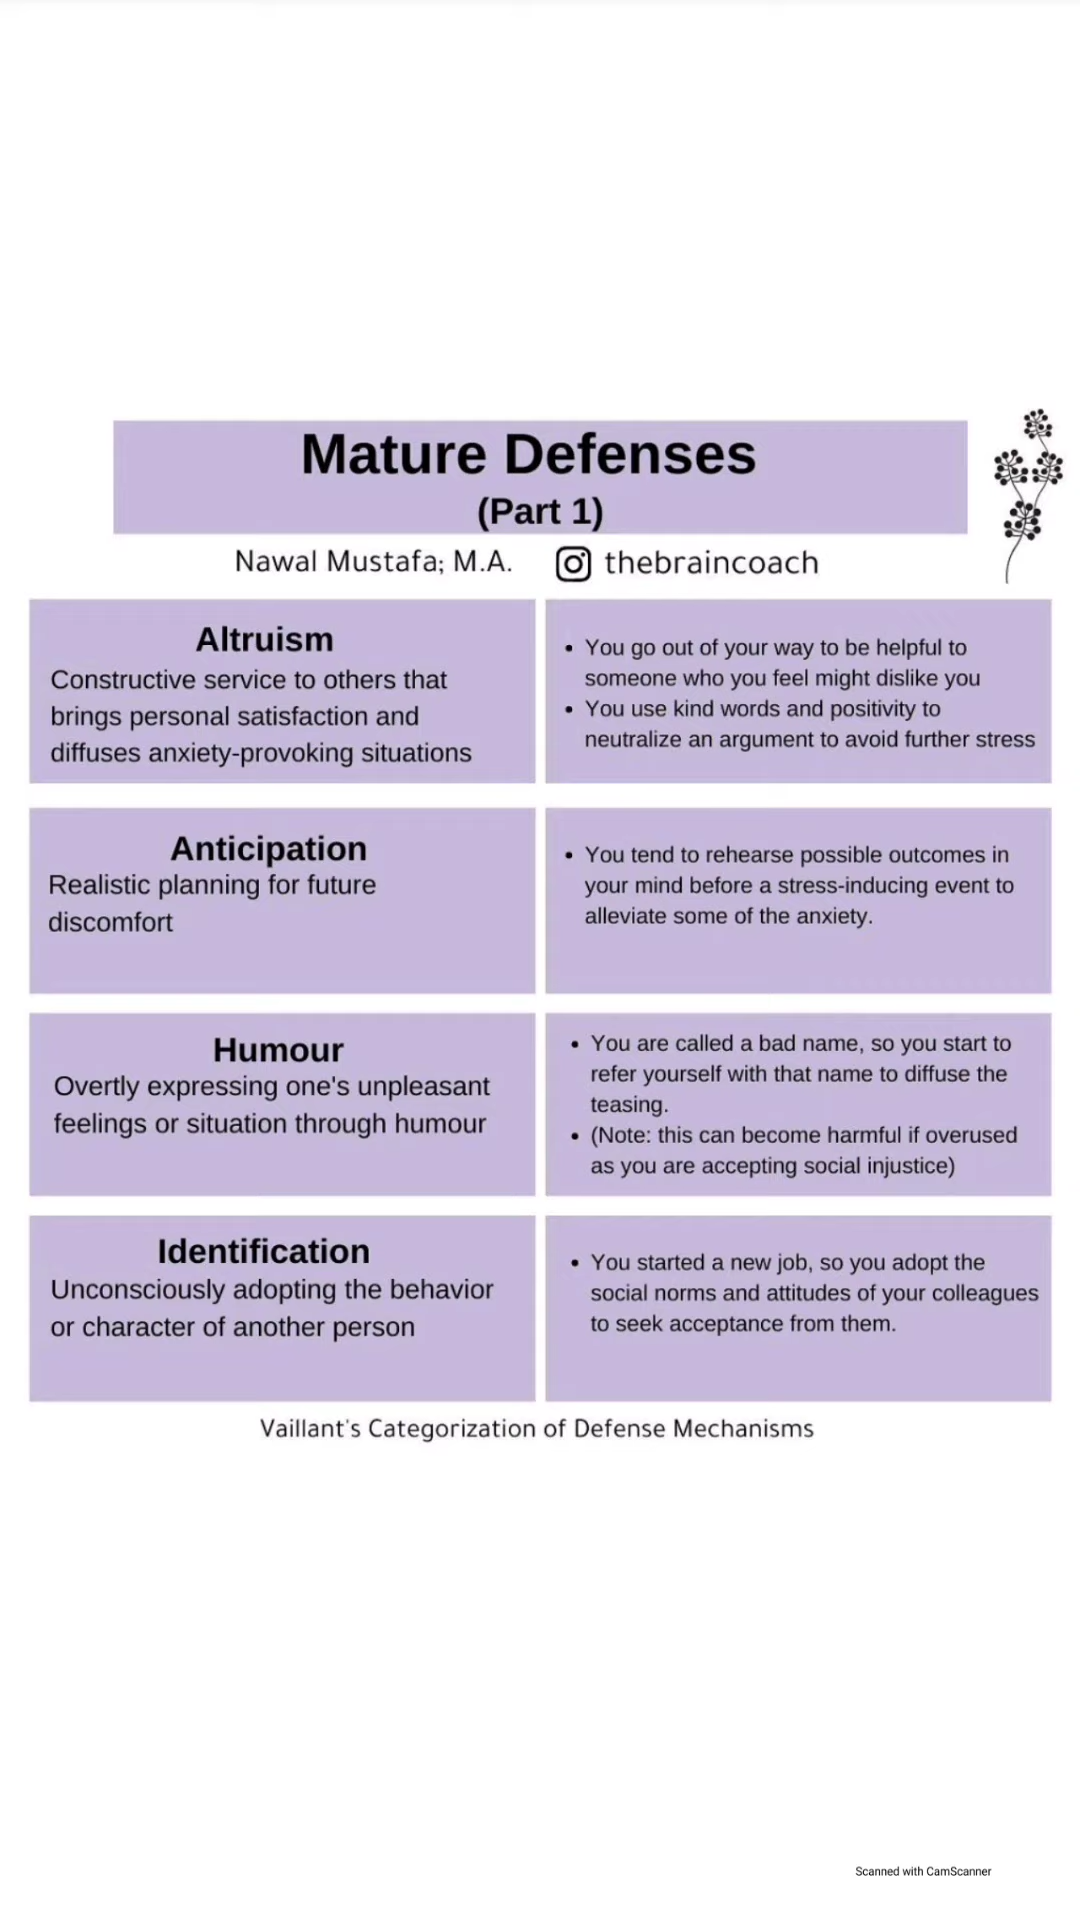 Mature Defenses
(Part 1)
Nawal Mustafa; M.A. thebraincoach
Altruism
Constructive service to others that
brings personal satisfaction and
diffuses anxiety-provoking situations
• You go out of your way to be helpful to
someone who you feel might dislike you
• You use kind words and positivity to
neutralize an argument to avoid further stress
Anticipation
Realistic planning for future
discomfort
• You tend to rehearse possible outcomes in
your mind before a stress-inducing event to
alleviate some of the anxiety.
Humour
Overtly expressing one's unpleasant
feelings or situation through humour
• You are called a bad name, so you start to
refer yourself with that name to diffuse the
teasing.
• (Note: this can become harmful if overused
as you are accepting social injustice)
Identification
Unconsciously adopting the behavior
or character of another person
• You started a new job, so you adopt the
social norms and attitudes of your colleagues
to seek acceptance from them.
Vaillant's Categorization of Defense Mechanisms
Scanned with CamScanner